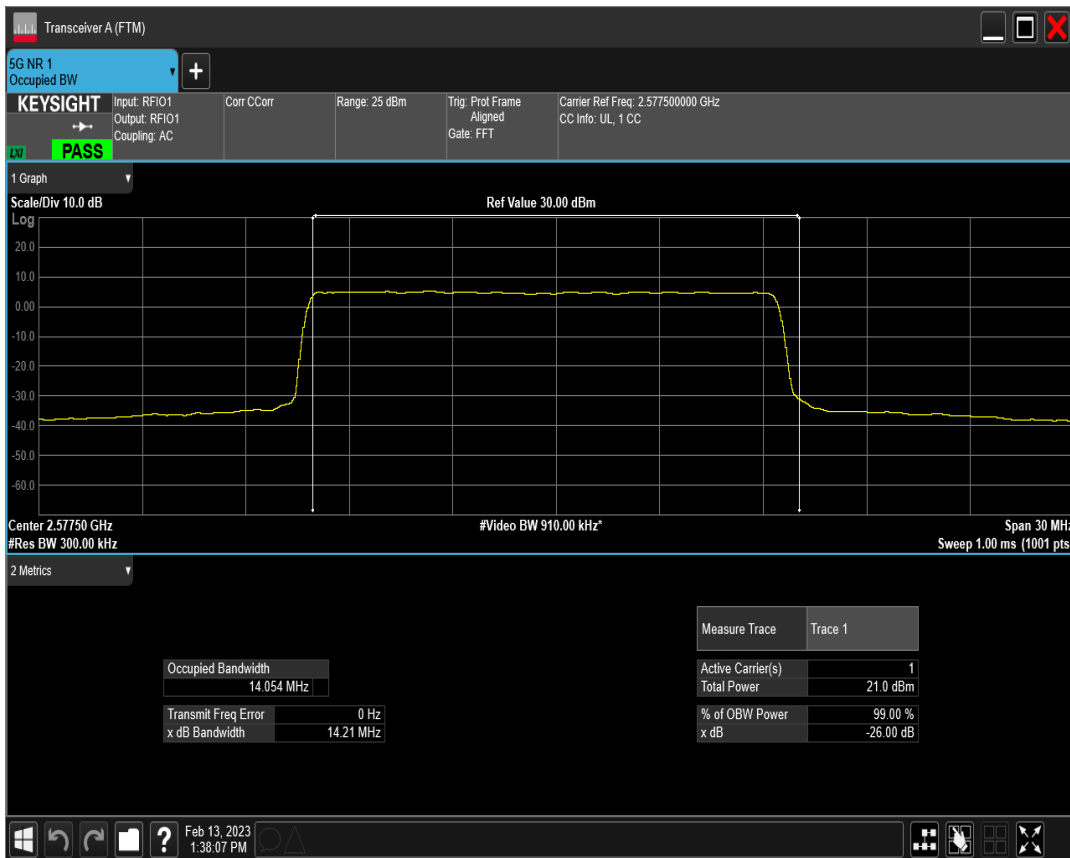 Transceiver A (FTM)
5G NR 1
Occupied BW
+
KEYSIGHT
LXI
PASS
Input: RFIO1
Output: RFIO1
Coupling: AC
Corr CCorr
Range: 25 dBm
Trig: Prot Frame
Aligned
Gate: FFT
Carrier Ref Freq: 2.577500000 GHz
CC Info: UL, 1 CC
1 Graph
Scale/Div 10.0 dB
Ref Value 30.00 dBm
Log
20.0
10.0
0.00
-10.0
-20.0
-30.0
-40.0
-50.0
-60.0
Center 2.57750 GHz
#Video BW 910.00 kHz*
Span 30 MHz
#Res BW 300.00 kHz
Sweep 1.00 ms (1001 pts
2 Metrics
Measure Trace Trace 1
Occupied Bandwidth
14.054 MHz
Active Carrier(s) 1
Total Power 21.0 dBm
Transmit Freq Error 0 Hz
x dB Bandwidth 14.21 MHz
% of OBW Power 99.00 %
x dB -26.00 dB
?
Feb 13, 2023
1:38:07 PM